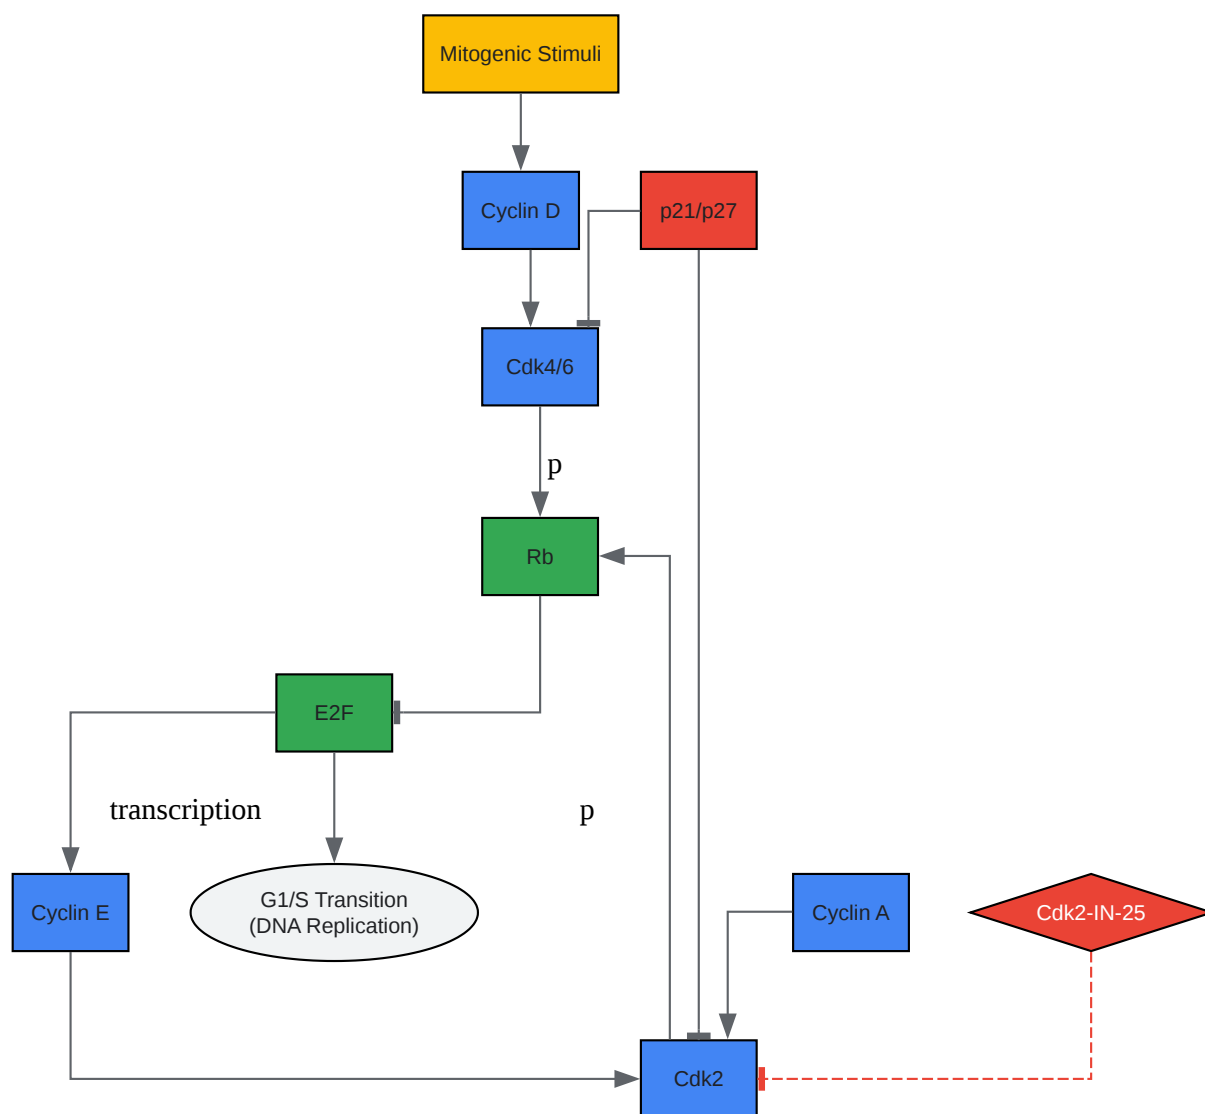 Mitogenic Stimuli
Cyclin D
p21/p27
Cdk4/6
p
Rb
E2F
transcription
p
Cyclin E
G1/S Transition
(DNA Replication)
Cyclin A
Cdk2-IN-25
Cdk2